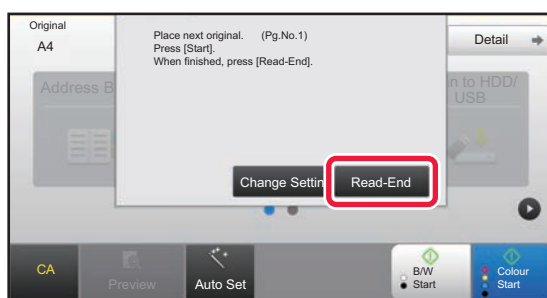 Original
A4
Place next original. (Pg.No.1)
Press [Start].
When finished, press [Read-End].
Detail
Address B
n to HDD/
USB
Change Settin
Read-End
CA
Preview
Auto Set
B/W
Start
Colour
Start